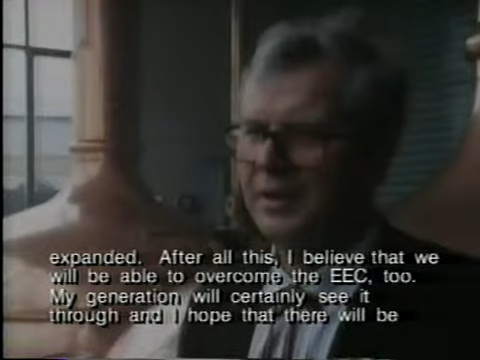 expanded. After all this, I believe that we
will be able to overcome the EEC, too.
My generation will certainly see it
through and I hope that there will be